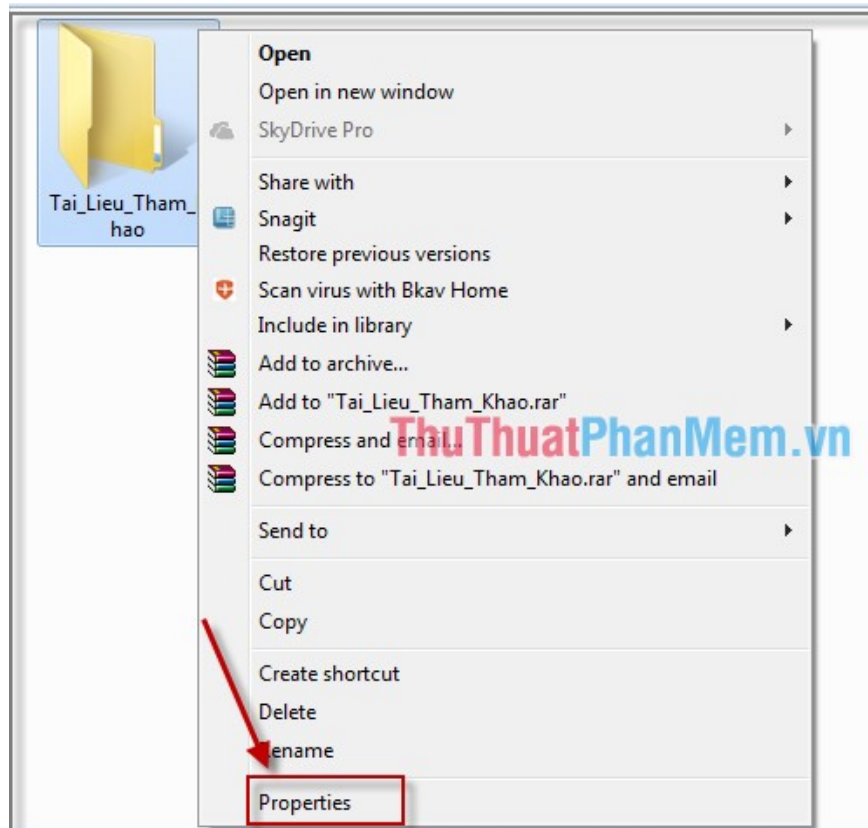 Open
Open in new window
SkyDrive Pro
Share with
Tai_Lieu_Tham_
hao
Snagit
Restore previous versions
Scan virus with Bkav Home
Include in library
Add to archive...
Add to "Tai_Lieu_Tham_Khao.rar"
Compress and email...
ThuThuatPhanMem.vn
Compress to "Tai_Lieu_Tham_Khao.rar" and email
Send to
Cut
Copy
Create shortcut
Delete
Rename
Properties